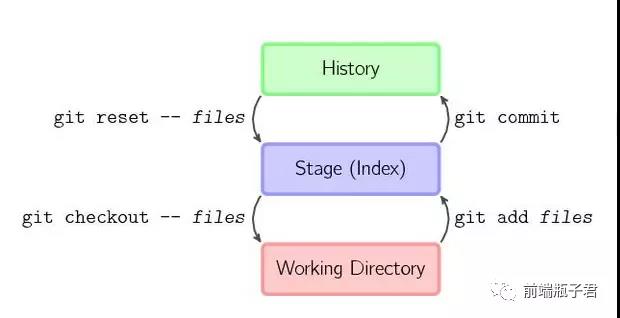 History
git reset -- files
git commit
Stage (Index)
git checkout -- files
git add files
Working Directory
前端瓶子君